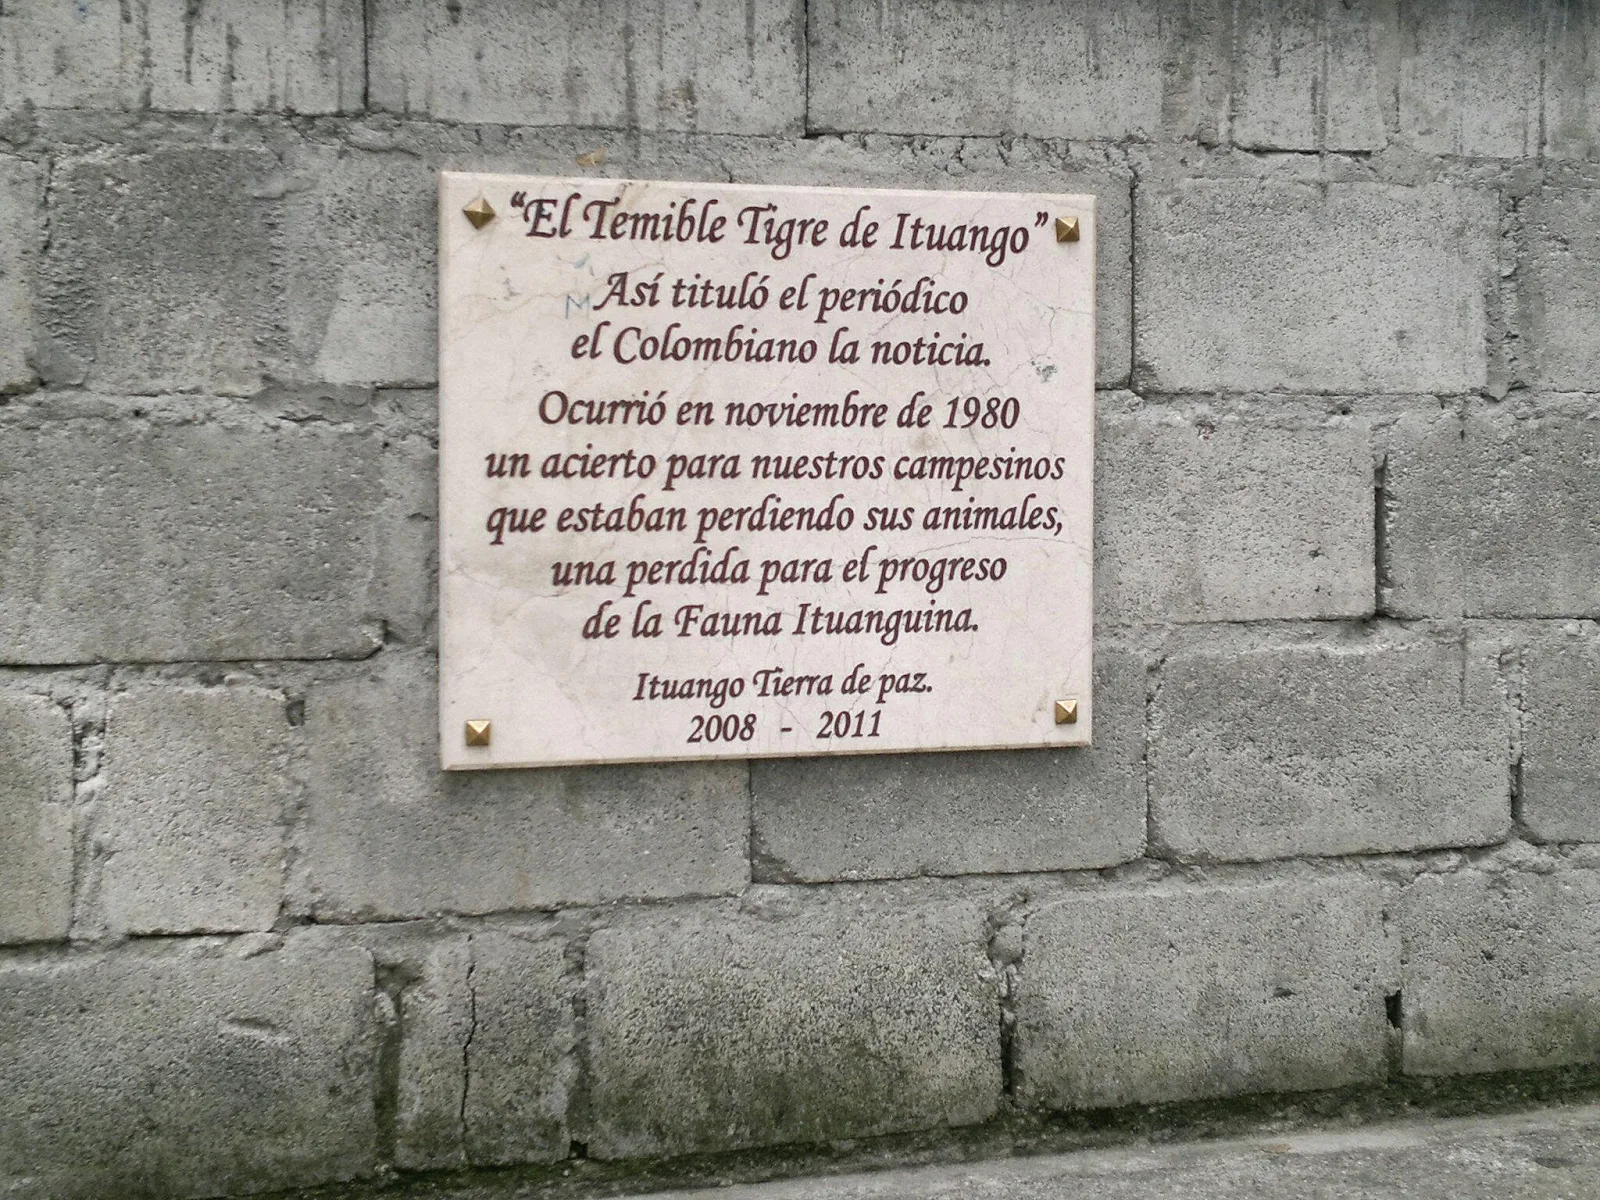 “El Temible Tigre de Ituango”
Así tituló el periódico
el Colombiano la noticia.
Ocurrió en noviembre de 1980
un acierto para nuestros campesinos
que estaban perdiendo sus animales,
una perdida para el progreso
de la Fauna Ituanguina.
Ituango Tierra de paz.
2008 - 2011